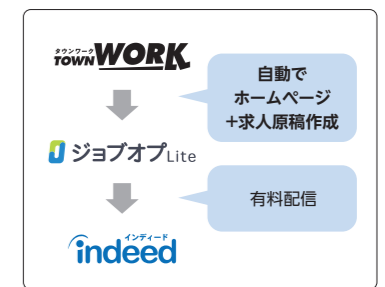 タウンワーク
TOWN WORK
自動で
ホームページ
+求人原稿作成
ジョブオプLite
有料配信
インディード
indeed